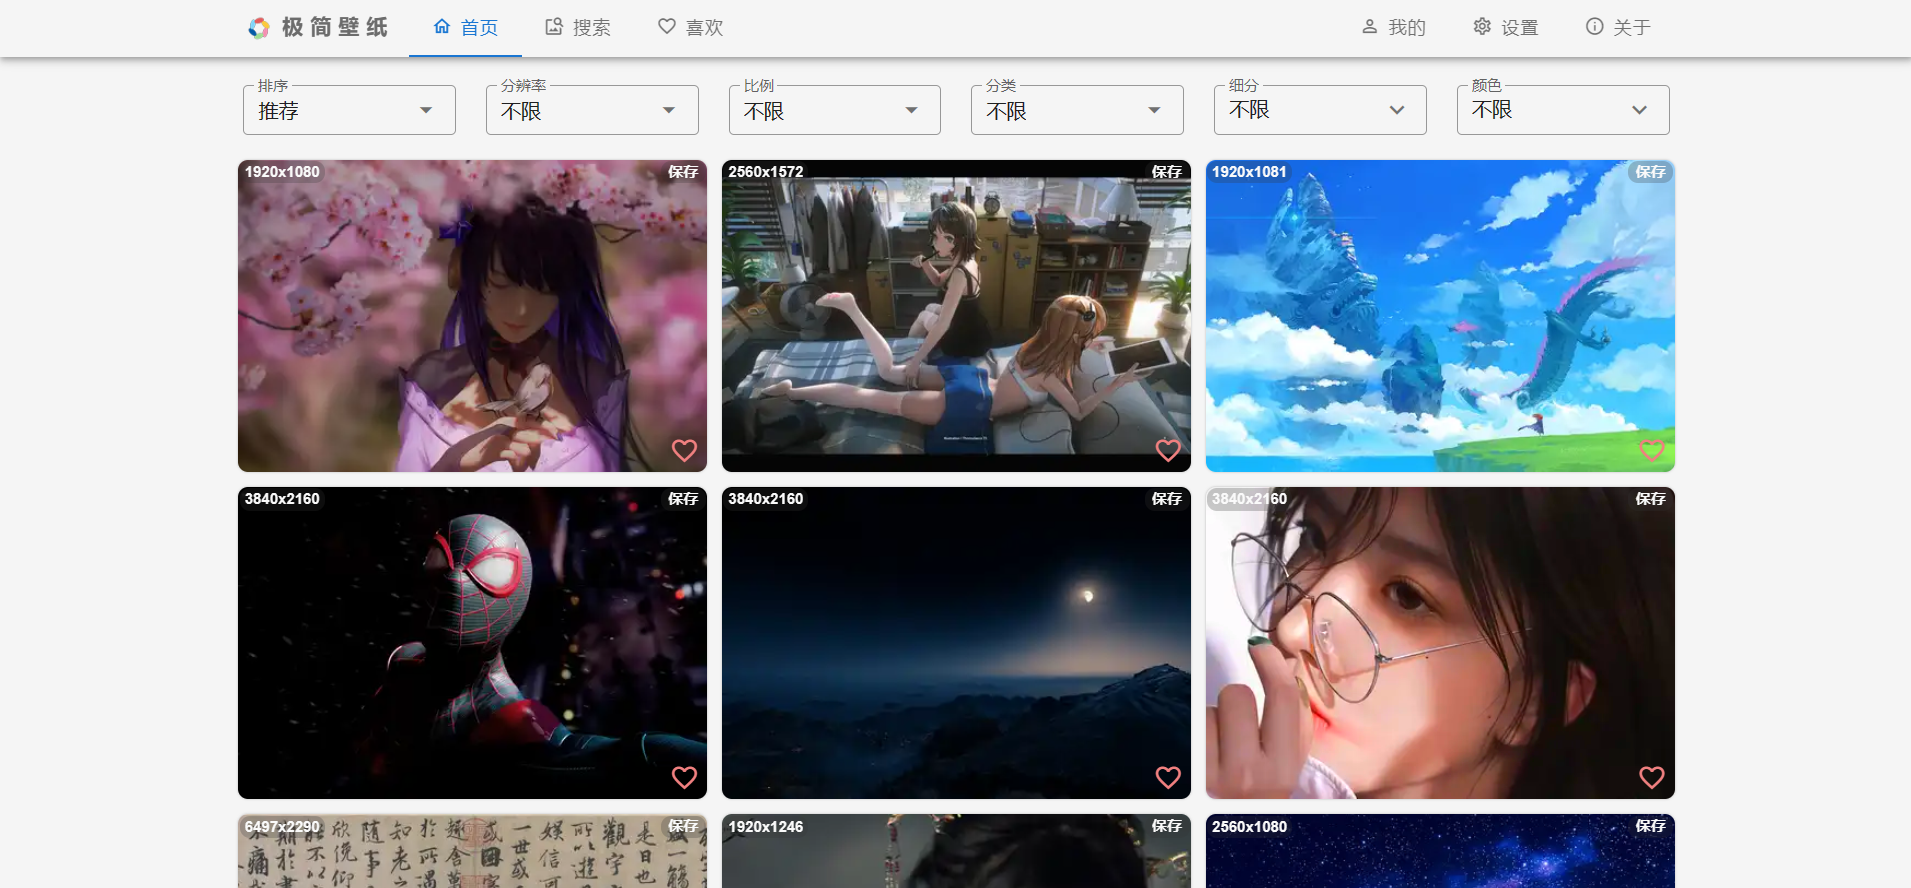 极简壁纸 首页 搜索 喜欢 我的 设置 关于
排序 分辨率 比例 分类 细分 颜色
推荐 不限 不限 不限 不限 不限
1920x1080 保存 2560x1572 保存 1920x1081 保存
3840x2160 保存 3840x2160 保存 3840x2160 保存
6497x2290 保存 1920x1246 保存 2560x1080 保存